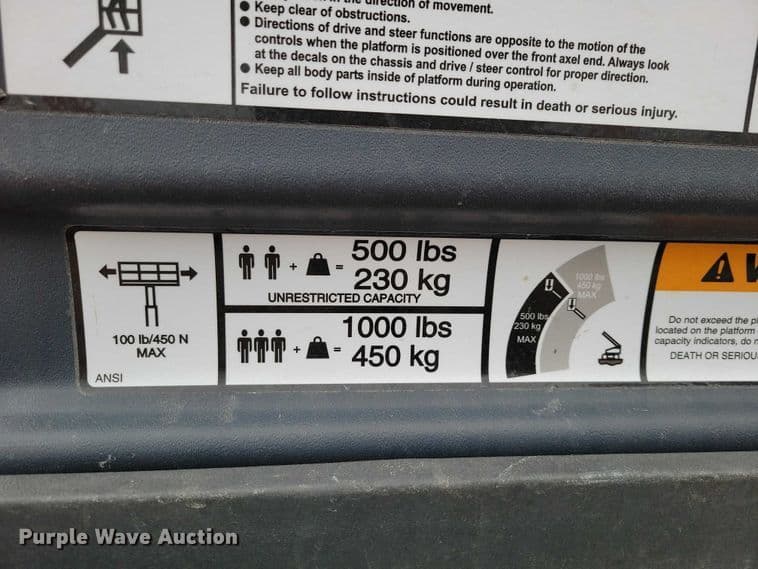 direction of movement.
● Keep clear of obstructions.
● Directions of drive and steer functions are opposite to the motion of the
controls when the platform is positioned over the front axel end. Always look
at the decals on the chassis and drive / steer control for proper direction.
● Keep all body parts inside of platform during operation.
Failure to follow instructions could result in death or serious injury.
100 lb/450 N
MAX
ANSI
+ = 500 lbs
230 kg
UNRESTRICTED CAPACITY
+ = 1000 lbs
450 kg
1000 lbs
450 kg
MAX
500 lbs
230 kg
MAX
Do not exceed the
located on the platform
capacity indicators, do
DEATH OR SERIOU
Purple Wave Auction